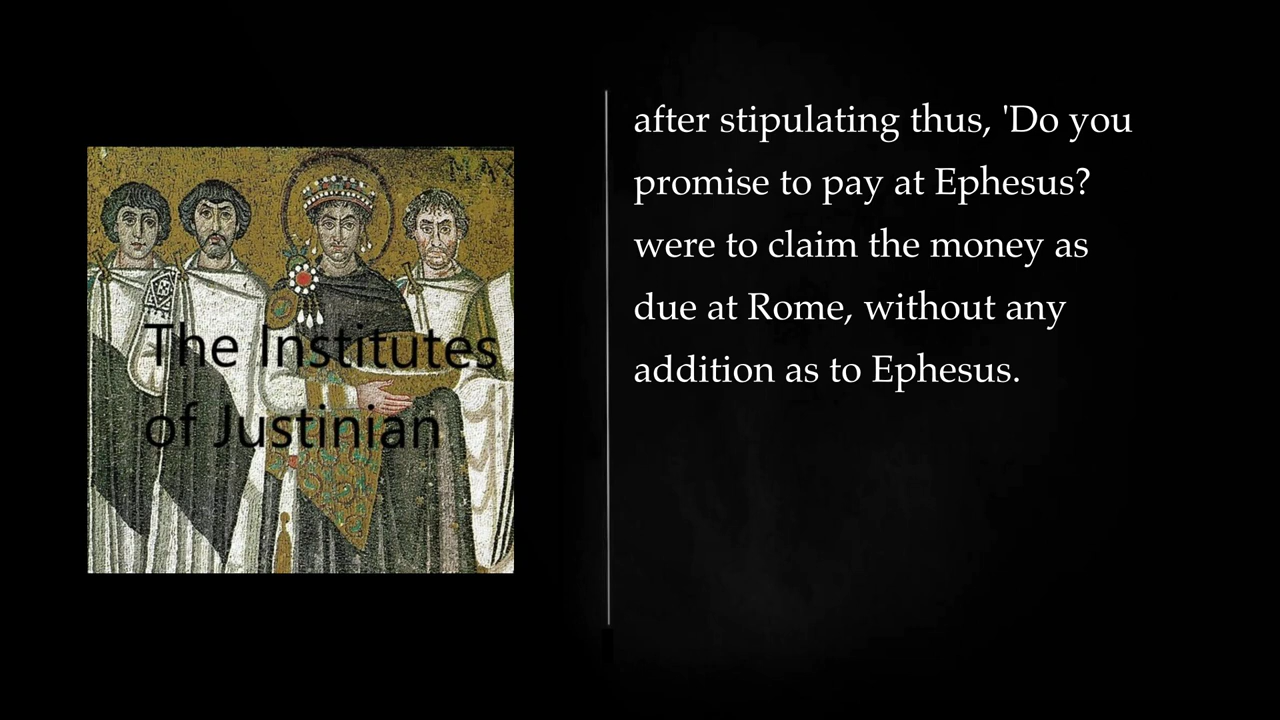 MAX
The Institutes
of Justinian
after stipulating thus, 'Do you
promise to pay at Ephesus?
were to claim the money as
due at Rome, without any
addition as to Ephesus.